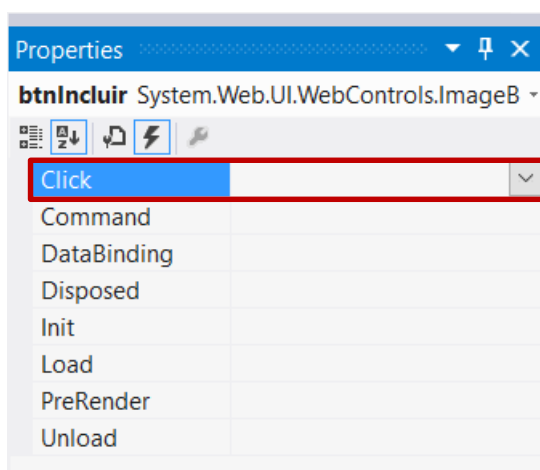 Properties
btnIncluir System.Web.UI.WebControls.ImageB
Click
Command
DataBinding
Disposed
Init
Load
PreRender
Unload